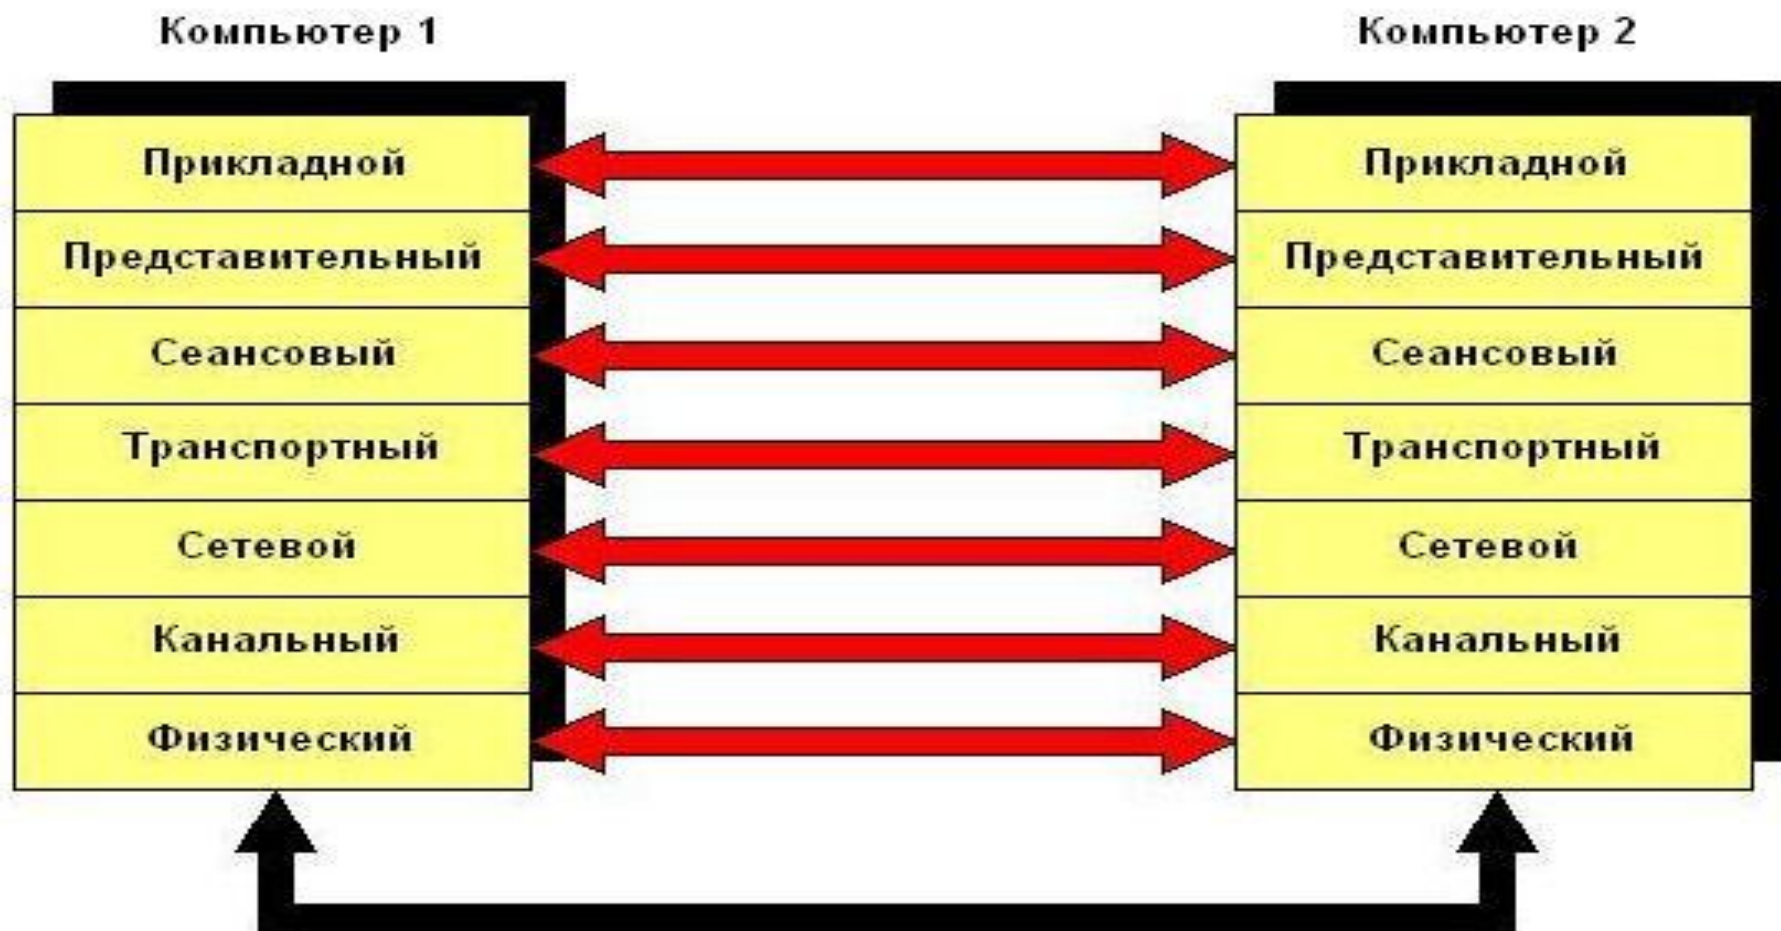 Компьютер 1
Компьютер 2
Прикладной
Прикладной
Представительный
Представительный
Сеансовый
Сеансовый
Транспортный
Транспортный
Сетевой
Сетевой
Канальный
Канальный
Физический
Физический